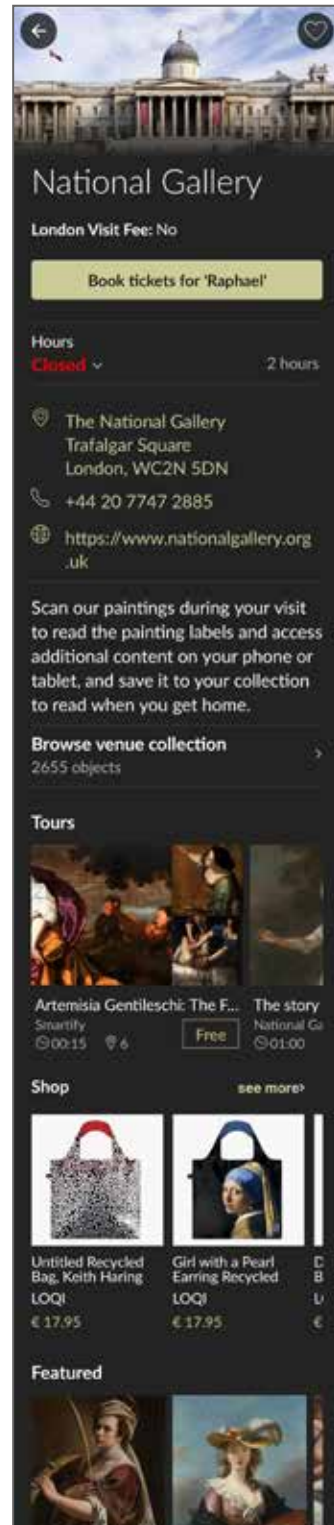 National Gallery
London Visit Fee: No
Book tickets for 'Raphael'
Hours
Closed
2 hours
The National Gallery
Trafalgar Square
London, WC2N 5DN
+44 20 7747 2885
https://www.nationalgallery.org
.uk
Scan our paintings during your visit
to read the painting labels and access
additional content on your phone or
tablet, and save it to your collection
to read when you get home.
Browse venue collection
2655 objects
Tours
Artemisia Gentileschi: The F...
Smartify
00:15 6
Free
The story
National Ga
01:00
Shop
see more›
Untitled Recycled
Bag, Keith Haring
LOQI
€ 17.95
Girl with a Pearl
Earring Recycled
LOQI
€ 17.95
D
B
€
Featured